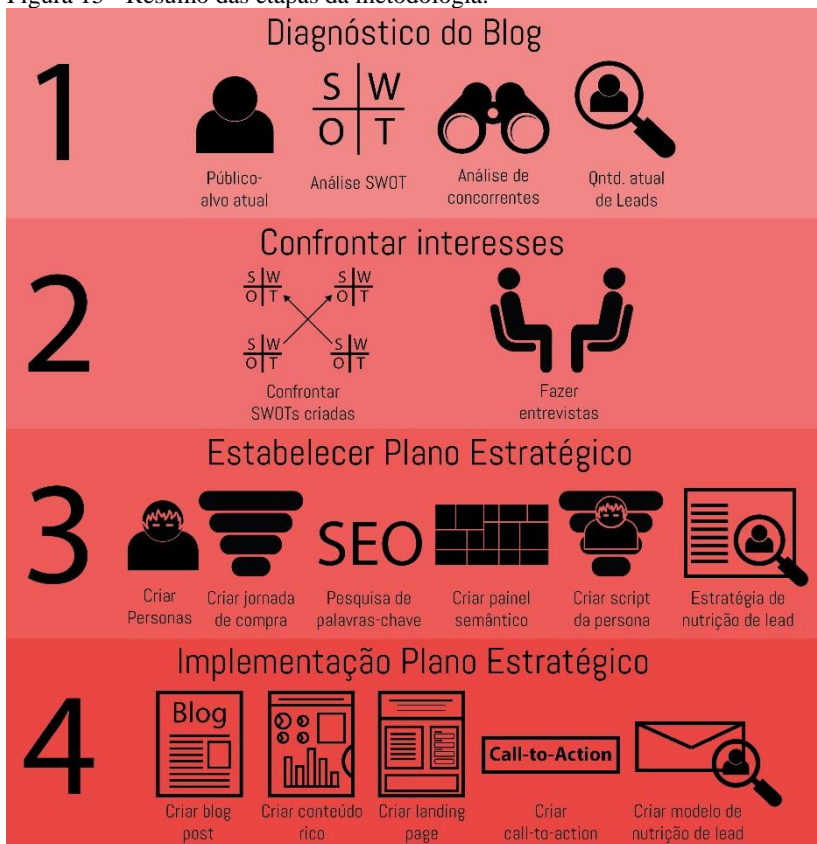 Figura 15 - Resumo das etapas da metodologia.
1
Diagnóstico do Blog
S W
O T
Público-
alvo atual
Análise SWOT
Análise de
concorrentes
Qntd. atual
de Leads
2
Confrontar interesses
S W
O T
S W
O T
S W
O T
S W
O T
Confrontar
SWOTs criadas
Fazer
entrevistas
3
Estabelecer Plano Estratégico
SEO
Criar
Personas
Criar jornada
de compra
Pesquisa de
palavras-chave
Criar painel
semântico
Criar script
da persona
Estratégia de
nutrição de lead
4
Implementação Plano Estratégico
Blog
Call-to-Action
Criar blog
post
Criar conteúdo
rico
Criar landing
page
Criar
call-to-action
Criar modelo de
nutrição de lead